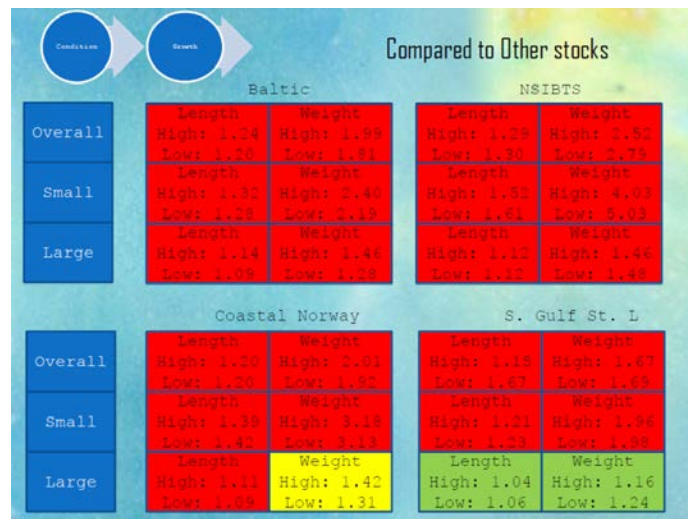 Condition
Growth
Compared to Other stocks
Baltic
NSIBTS
Overall
Length
High: 1.24
Low: 1.20
Weight
High: 1.99
Low: 1.81
Length
High: 1.29
Low: 1.30
Weight
High: 2.52
Low: 2.79
Small
Length
High: 1.32
Low: 1.28
Weight
High: 2.40
Low: 2.19
Length
High: 1.52
Low: 1.61
Weight
High: 4.03
Low: 5.03
Large
Length
High: 1.14
Low: 1.09
Weight
High: 1.46
Low: 1.28
Length
High: 1.12
Low: 1.12
Weight
High: 1.46
Low: 1.48
Coastal Norway
S. Gulf St. L
Overall
Length
High: 1.20
Low: 1.20
Weight
High: 2.01
Low: 1.92
Length
High: 1.15
Low: 1.67
Weight
High: 1.67
Low: 1.69
Small
Length
High: 1.39
Low: 1.42
Weight
High: 3.18
Low: 3.13
Length
High: 1.21
Low: 1.23
Weight
High: 1.96
Low: 1.98
Large
Length
High: 1.11
Low: 1.09
Weight
High: 1.42
Low: 1.31
Length
High: 1.04
Low: 1.06
Weight
High: 1.16
Low: 1.24